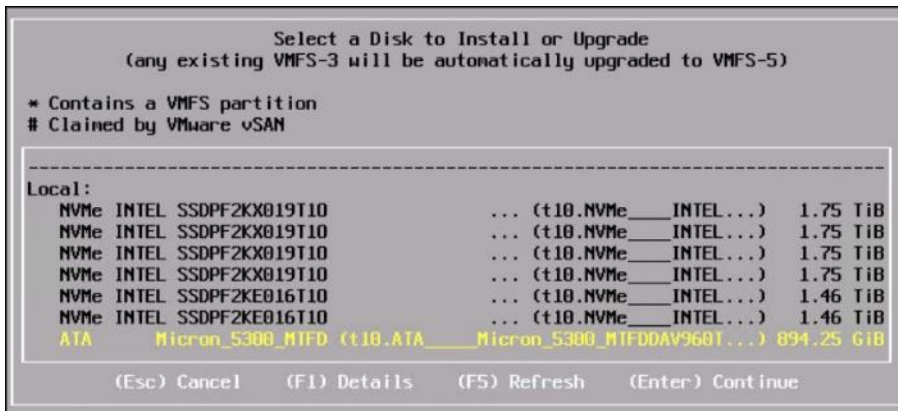 Select a Disk to Install or Upgrade
(any existing VMFS-3 will be automatically upgraded to VMFS-5)
* Contains a VMFS partition
# Claimed by VMware vSAN
Local:
NVMe INTEL SSDPF2KX019T10 ... (t10.NVMe____INTEL...) 1.75 TiB
NVMe INTEL SSDPF2KX019T10 ... (t10.NVMe____INTEL...) 1.75 TiB
NVMe INTEL SSDPF2KX019T10 ... (t10.NVMe____INTEL...) 1.75 TiB
NVMe INTEL SSDPF2KX019T10 ... (t10.NVMe____INTEL...) 1.75 TiB
NVMe INTEL SSDPF2KE016T10 ... (t10.NVMe____INTEL...) 1.46 TiB
NVMe INTEL SSDPF2KE016T10 ... (t10.NVMe____INTEL...) 1.46 TiB
ATA Micron_5300_MTFD (t10.ATA_____Micron_5300_MTFDDAV960T...) 894.25 GiB
(Esc) Cancel (F1) Details (F5) Refresh (Enter) Continue